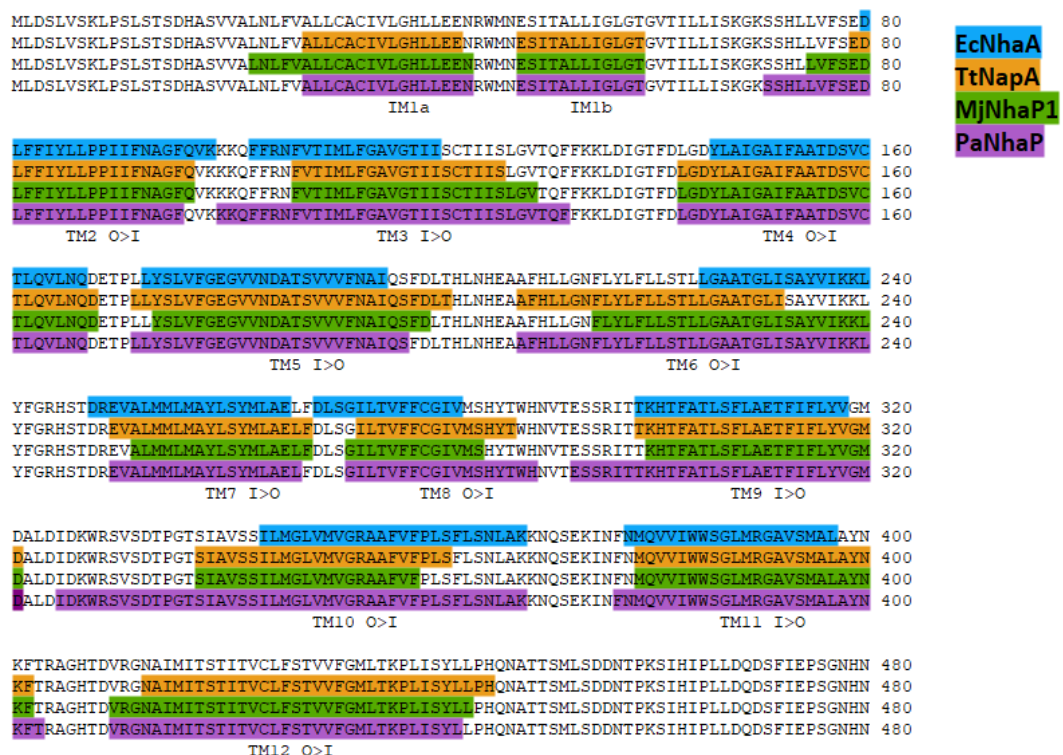 MLDSLVSKLPSLSTSDHASVVALNLFVALLCACIVLGHLLEENRWMNESITALLIGLGTGVTILLISKGKSSHLLVFSED 80
MLDSLVSKLPSLSTSDHASVVALNLFVALLCACIVLGHLLEENRWMNESITALLIGLGTGVTILLISKGKSSHLLVFSED 80
MLDSLVSKLPSLSTSDHASVVALNLFVALLCACIVLGHLLEENRWMNESITALLIGLGTGVTILLISKGKSSHLLVFSED 80
MLDSLVSKLPSLSTSDHASVVALNLFVALLCACIVLGHLLEENRWMNESITALLIGLGTGVTILLISKGKSSHLLVFSED 80
IM1a IM1b
EcNhaA
TtNapA
MjNhaP1
PaNhaP
LFFIYLLPPIIFNAGFQVKKKQFFRNFVTIMLFGAVGTIISCTIISLGVTQFFKKLDIGTFDLGDYLAIGAIFAATDSVC 160
LFFIYLLPPIIFNAGFQVKKKQFFRNFVTIMLFGAVGTIISCTIISLGVTQFFKKLDIGTFDLGDYLAIGAIFAATDSVC 160
LFFIYLLPPIIFNAGFQVKKKQFFRNFVTIMLFGAVGTIISCTIISLGVTQFFKKLDIGTFDLGDYLAIGAIFAATDSVC 160
LFFIYLLPPIIFNAGFQVKKKQFFRNFVTIMLFGAVGTIISCTIISLGVTQFFKKLDIGTFDLGDYLAIGAIFAATDSVC 160
TM2 O>I TM3 I>O TM4 O>I
TLQVLNQDETPLLYSLVFGEGVVNDATSVVVFNAIQSFDLTHLNHEAAFHLLGNFLYLFLLSTLLGAATGLISAYVIKKL 240
TLQVLNQDETPLLYSLVFGEGVVNDATSVVVFNAIQSFDLTHLNHEAAFHLLGNFLYLFLLSTLLGAATGLISAYVIKKL 240
TLQVLNQDETPLLYSLVFGEGVVNDATSVVVFNAIQSFDLTHLNHEAAFHLLGNFLYLFLLSTLLGAATGLISAYVIKKL 240
TLQVLNQDETPLLYSLVFGEGVVNDATSVVVFNAIQSFDLTHLNHEAAFHLLGNFLYLFLLSTLLGAATGLISAYVIKKL 240
TM5 I>O TM6 O>I
YFGRHSTDREVALMMLMAYLSYMLAELFDLSGILTVFFCGIVMSHYTWHNVTESSRITTKHTFATLSFLAETFIFLYVGM 320
YFGRHSTDREVALMMLMAYLSYMLAELFDLSGILTVFFCGIVMSHYTWHNVTESSRITTKHTFATLSFLAETFIFLYVGM 320
YFGRHSTDREVALMMLMAYLSYMLAELFDLSGILTVFFCGIVMSHYTWHNVTESSRITTKHTFATLSFLAETFIFLYVGM 320
YFGRHSTDREVALMMLMAYLSYMLAELFDLSGILTVFFCGIVMSHYTWHNVTESSRITTKHTFATLSFLAETFIFLYVGM 320
TM7 I>O TM8 O>I TM9 I>O
DALDIDKWRSVSDTPGTSIAVSSILMGLVMVGRAAFVFPLSFLSNLAKKNQSEKINFNMQVVIWWSGLMRGAVSMALAYN 400
DALDIDKWRSVSDTPGTSIAVSSILMGLVMVGRAAFVFPLSFLSNLAKKNQSEKINFNMQVVIWWSGLMRGAVSMALAYN 400
DALDIDKWRSVSDTPGTSIAVSSILMGLVMVGRAAFVFPLSFLSNLAKKNQSEKINFNMQVVIWWSGLMRGAVSMALAYN 400
DALDIDKWRSVSDTPGTSIAVSSILMGLVMVGRAAFVFPLSFLSNLAKKNQSEKINFNMQVVIWWSGLMRGAVSMALAYN 400
TM10 O>I TM11 I>O
KFTRAGHTDVRGNAIMITSTITVCLFSTVVFGMLTKPLISYLLPHQNATTSMLSDDNTPKSIHIPLLDQDSFIEPSGNHN 480
KFTRAGHTDVRGNAIMITSTITVCLFSTVVFGMLTKPLISYLLPHQNATTSMLSDDNTPKSIHIPLLDQDSFIEPSGNHN 480
KFTRAGHTDVRGNAIMITSTITVCLFSTVVFGMLTKPLISYLLPHQNATTSMLSDDNTPKSIHIPLLDQDSFIEPSGNHN 480
KFTRAGHTDVRGNAIMITSTITVCLFSTVVFGMLTKPLISYLLPHQNATTSMLSDDNTPKSIHIPLLDQDSFIEPSGNHN 480
TM12 O>I